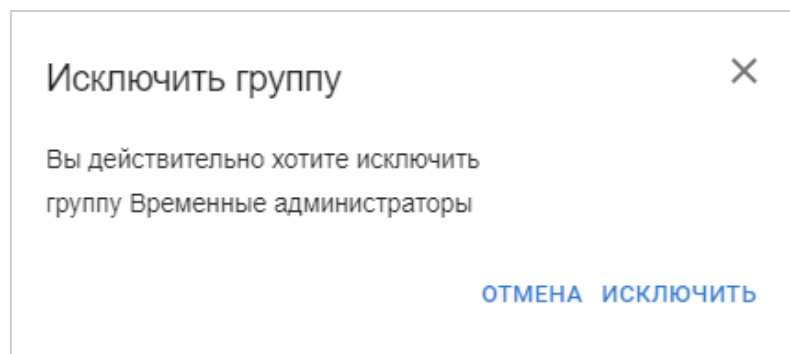 Исключить группу
Вы действительно хотите исключить
группу Временные администраторы
ОТМЕНА ИСКЛЮЧИТЬ